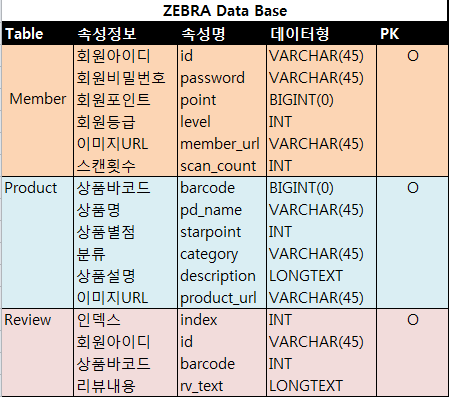 ZEBRA Data Base
Table 속성정보 속성명 데이터형 PK
회원아이디 id VARCHAR(45) O
회원비밀번호 password VARCHAR(45)
Member 회원포인트 point BIGINT(0)
회원등급 level INT
이미지URL member_url VARCHAR(45)
스캔횟수 scan_count INT
Product 상품바코드 barcode BIGINT(0) O
상품명 pd_name VARCHAR(45)
상품별점 starpoint INT
분류 category VARCHAR(45)
상품설명 description LONGTEXT
이미지URL product_url VARCHAR(45)
Review 인덱스 index INT O
회원아이디 id VARCHAR(45)
상품바코드 barcode INT
리뷰내용 rv_text LONGTEXT